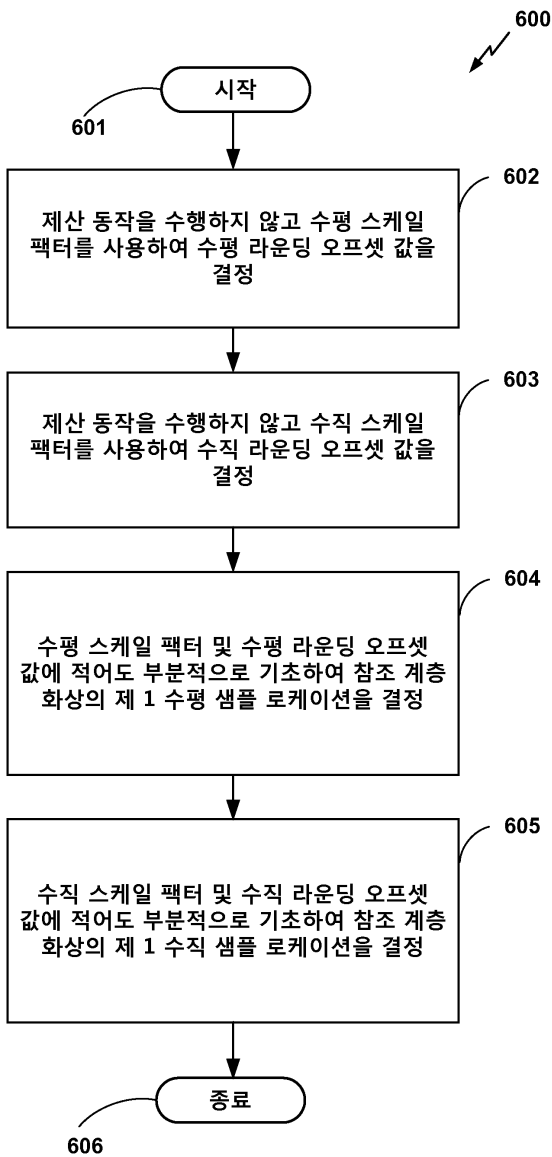 600
시작
601
602
제산 동작을 수행하지 않고 수평 스케일
팩터를 사용하여 수평 라운딩 오프셋 값을
결정
603
제산 동작을 수행하지 않고 수직 스케일
팩터를 사용하여 수직 라운딩 오프셋 값을
결정
604
수평 스케일 팩터 및 수평 라운딩 오프셋
값에 적어도 부분적으로 기초하여 참조 계층
화상의 제 1 수평 샘플 로케이션을 결정
605
수직 스케일 팩터 및 수직 라운딩 오프셋
값에 적어도 부분적으로 기초하여 참조 계층
화상의 제 1 수직 샘플 로케이션을 결정
종료
606